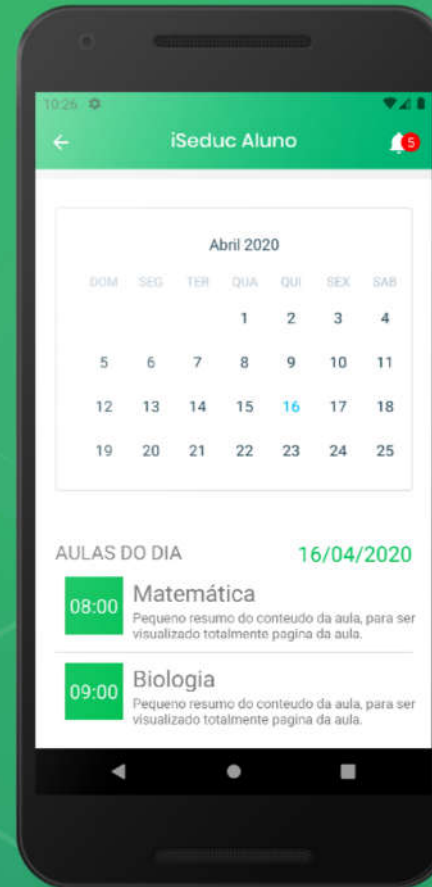 10:26
iSeduc Aluno
5
Abril 2020
DOM SEG TER QUA QUI SEX SAB
1 2 3 4
5 6 7 8 9 10 11
12 13 14 15 16 17 18
19 20 21 22 23 24 25
AULAS DO DIA 16/04/2020
08:00 Matemática
Pequeno resumo do conteudo da aula, para ser
visualizado totalmente pagina da aula.
09:00 Biologia
Pequeno resumo do conteudo da aula, para ser
visualizado totalmente pagina da aula.